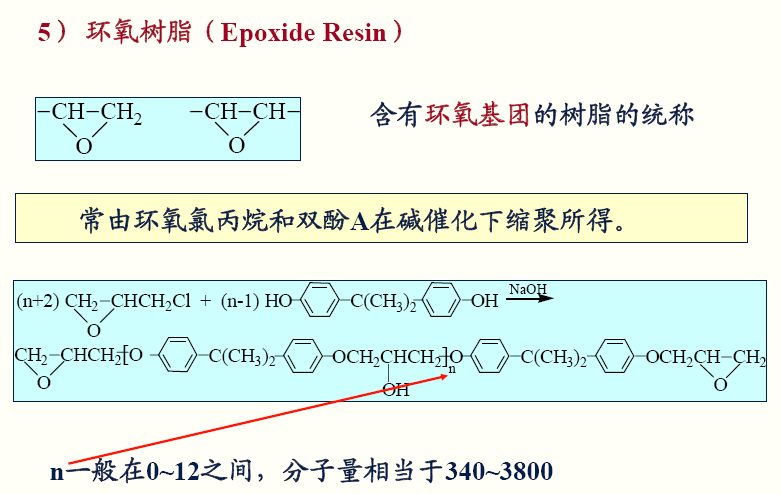 5） 环氧树脂（Epoxide Resin）
−CH−CH₂ −CH−CH−
O O
含有环氧基团的树脂的统称
常由环氧氯丙烷和双酚A在碱催化下缩聚所得。
(n+2) CH₂−CHCH₂Cl + (n-1) HO C(CH₃)₂ OH NaOH
O
CH₂−CHCH₂[O C(CH₃)₂ OCH₂CHCH₂]ₙO C(CH₃)₂ OCH₂CH−CH₂
O OH O
n一般在0~12之间，分子量相当于340~3800